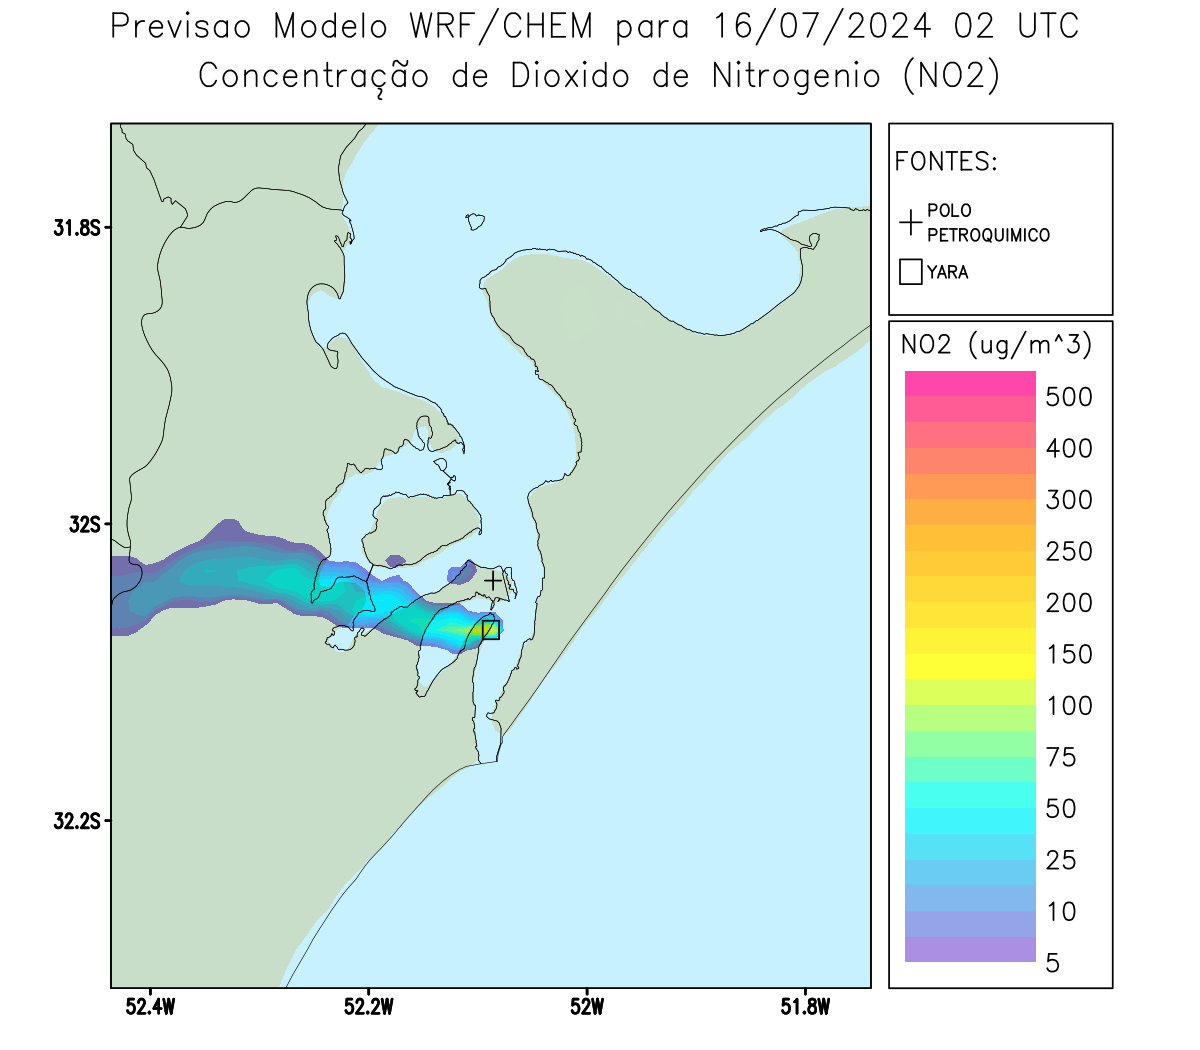 Previsao Modelo WRF/CHEM para 16/07/2024 02 UTC
Concentração de Dioxido de Nitrogenio (NO2)
FONTES:
POLO
PETROQUIMICO
YARA
NO2 (ug/m^3)
500
400
300
250
200
150
100
75
50
25
10
5
31.8S
32S
32.2S
52.4W
52.2W
52W
51.8W